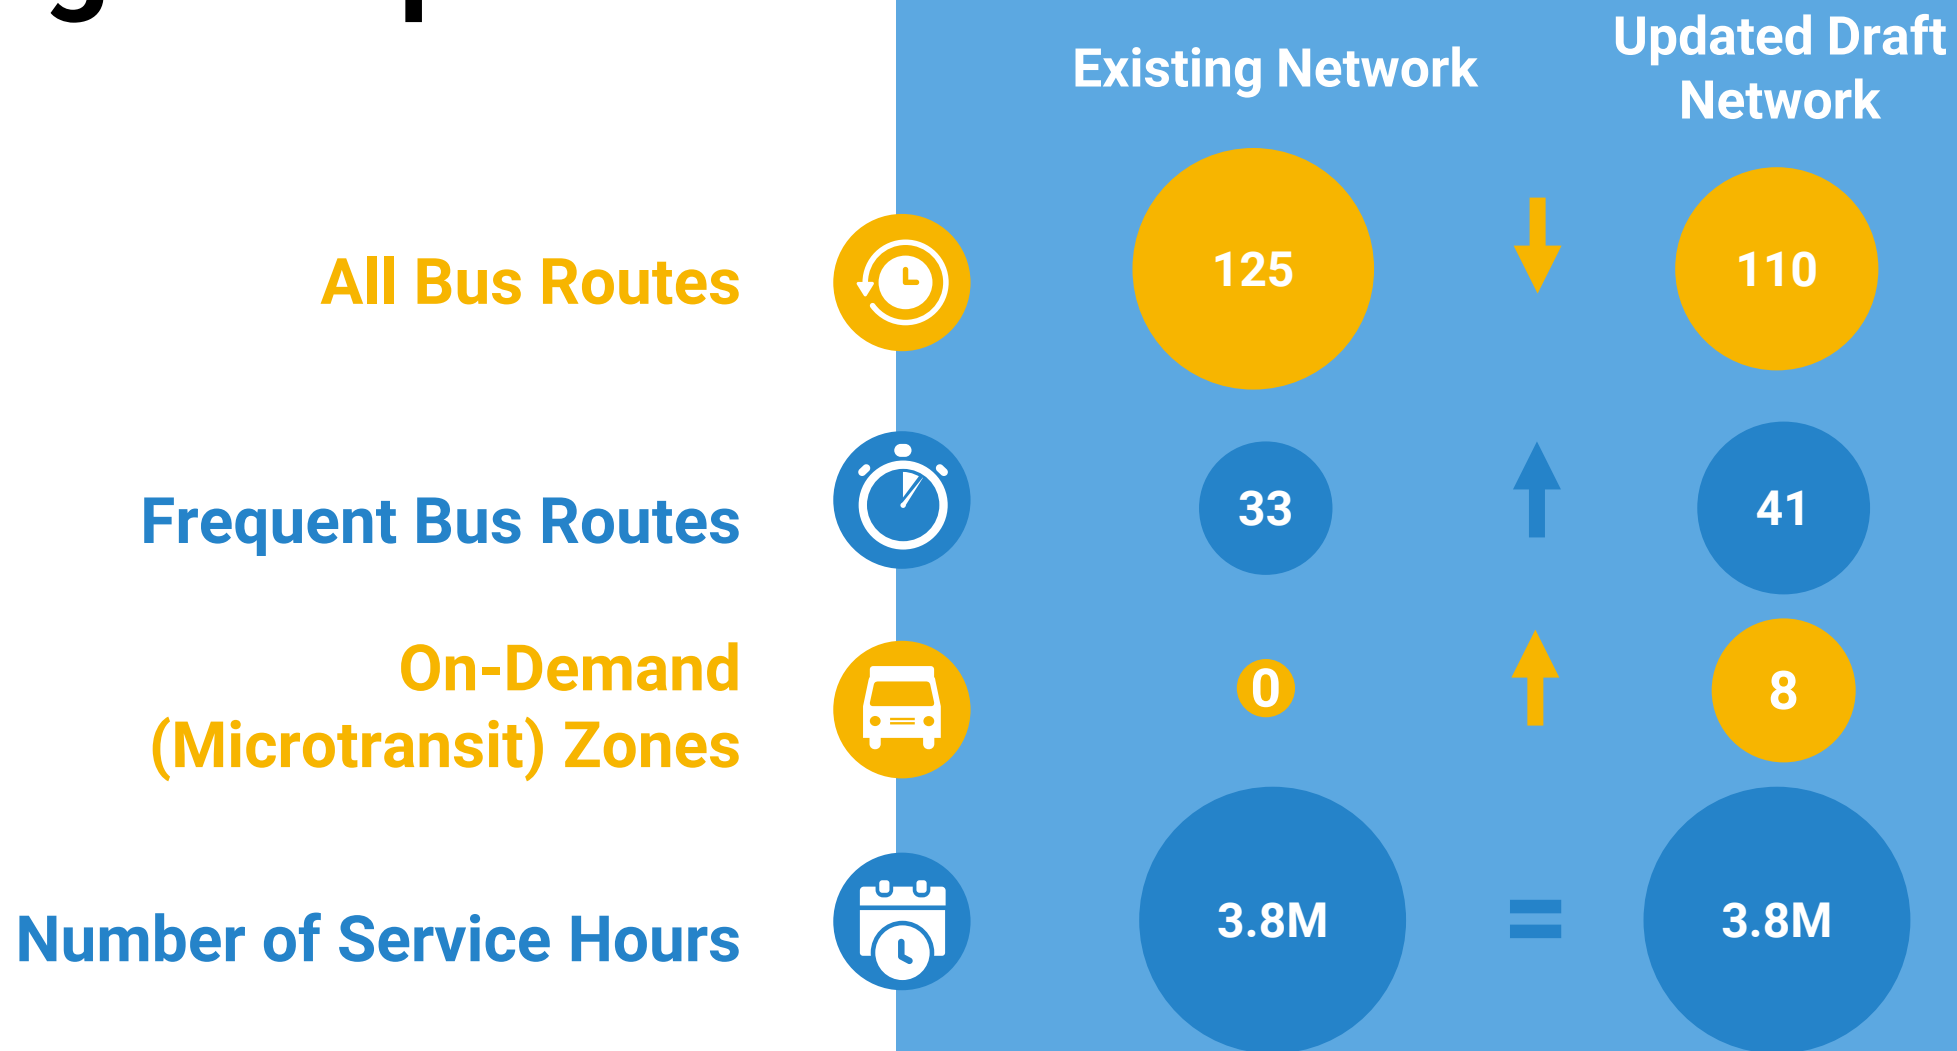 Existing Network
Updated Draft
Network
All Bus Routes
125
110
Frequent Bus Routes
33
41
On-Demand
(Microtransit) Zones
0
8
Number of Service Hours
3.8M
=
3.8M